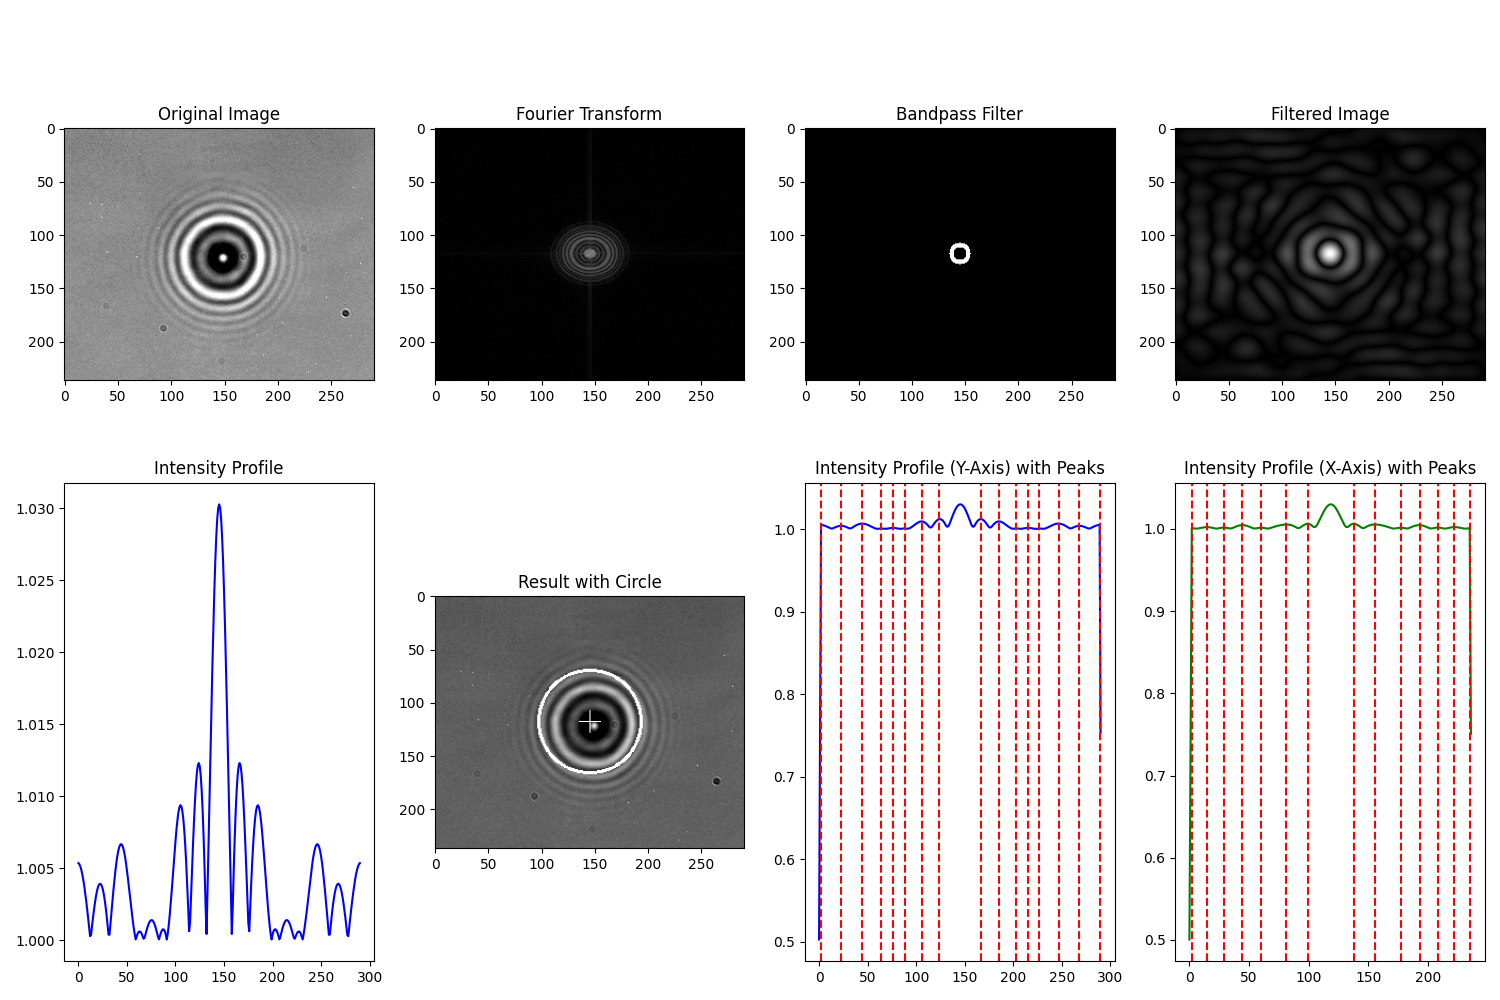 Original Image
Fourier Transform
Bandpass Filter
Filtered Image
0
50
100
150
200
0 50 100 150 200 250
0
50
100
150
200
0 50 100 150 200 250
0
50
100
150
200
0 50 100 150 200 250
0
50
100
150
200
0 50 100 150 200 250
Intensity Profile
1.030
1.025
1.020
1.015
1.010
1.005
1.000
0 50 100 150 200 250 300
Result with Circle
0
50
100
150
200
0 50 100 150 200 250
Intensity Profile (Y-Axis) with Peaks
1.0
0.9
0.8
0.7
0.6
0.5
0 50 100 150 200 250 300
Intensity Profile (X-Axis) with Peaks
1.0
0.9
0.8
0.7
0.6
0.5
0 50 100 150 200